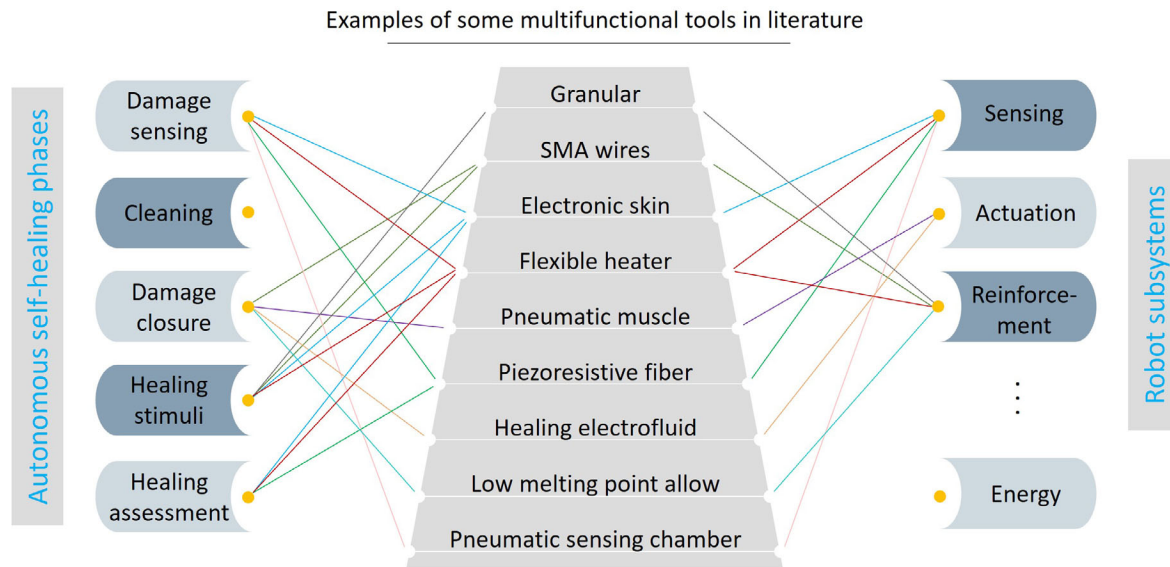 Examples of some multifunctional tools in literature
Autonomous self-healing phases
Damage
sensing
Cleaning
Damage
closure
Healing
stimuli
Healing
assessment
Granular
SMA wires
Electronic skin
Flexible heater
Pneumatic muscle
Piezoresistive fiber
Healing electrofluid
Low melting point allow
Pneumatic sensing chamber
Sensing
Actuation
Reinforce-
ment
Energy
Robot subsystems